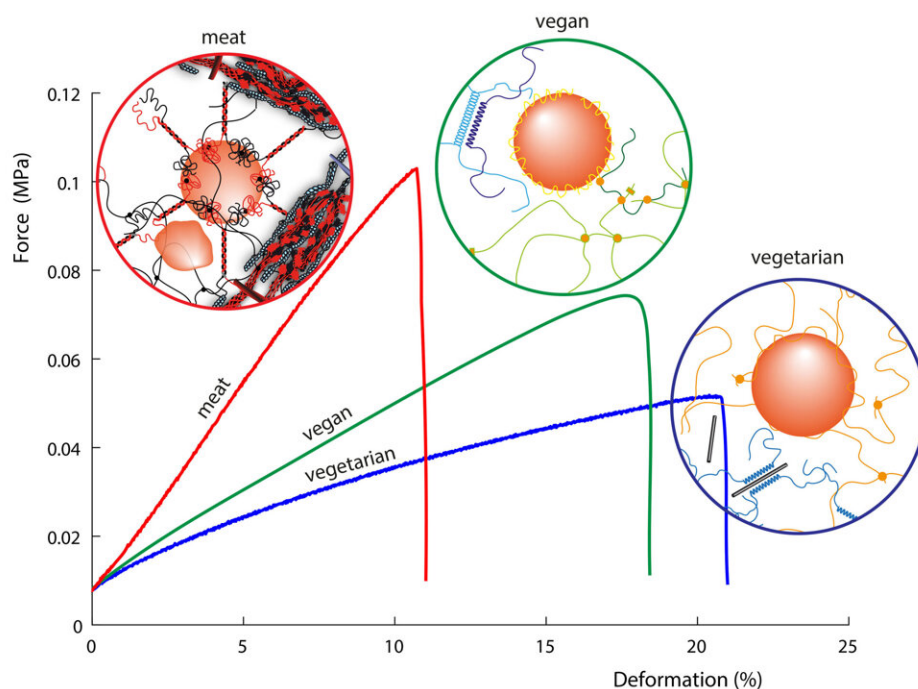 meat
vegan
vegetarian
Force (MPa)
0.12
0.1
0.08
0.06
0.04
0.02
0
meat
vegan
vegetarian
0
5
10
15
20
25
Deformation (%)